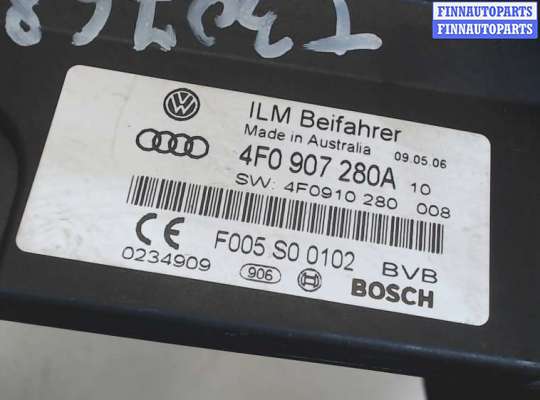 FINNAUTOPARTS
FINNAUTOPARTS
ILM Beifahrer
Made in Australia 09.05.06
4F0 907 280A 10
SW: 4F0910 280 008
CE F005 S0 0102 BVB
0234909 906 BOSCH